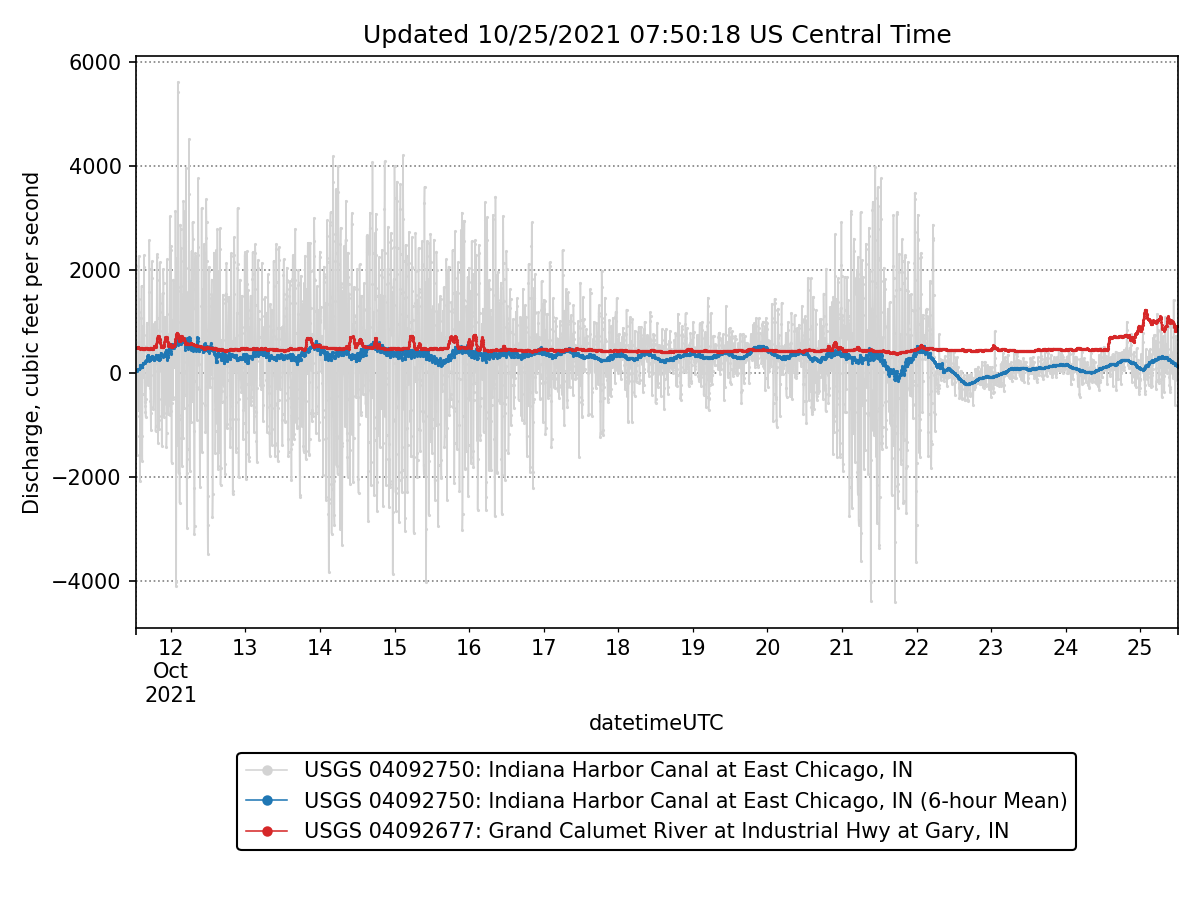 Updated 10/25/2021 07:50:18 US Central Time
Discharge, cubic feet per second
6000
4000
2000
0
−2000
−4000
12 13 14 15 16 17 18 19 20 21 22 23 24 25
Oct
2021
datetimeUTC
USGS 04092750: Indiana Harbor Canal at East Chicago, IN
USGS 04092750: Indiana Harbor Canal at East Chicago, IN (6-hour Mean)
USGS 04092677: Grand Calumet River at Industrial Hwy at Gary, IN